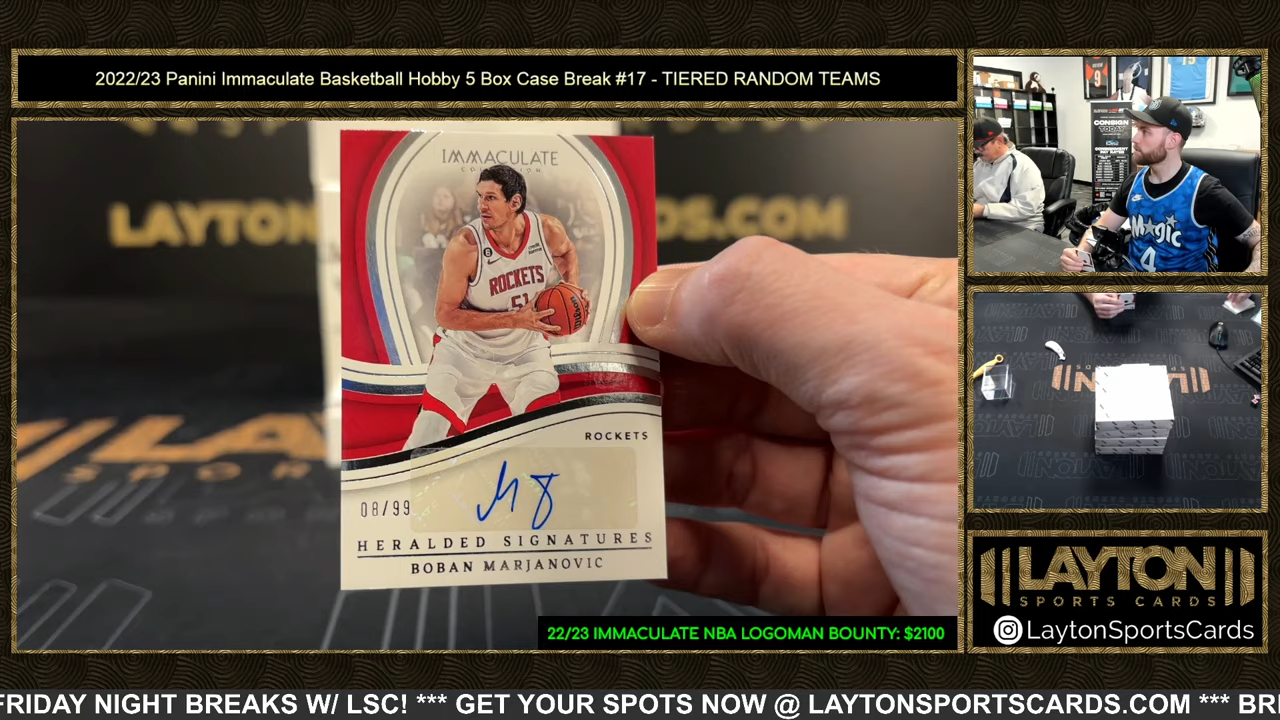 2022/23 Panini Immaculate Basketball Hobby 5 Box Case Break #17 - TIERED RANDOM TEAMS
IMMACULATE
ROCKETS
51
ROCKETS
08/99
HERALDED SIGNATURES
BOBAN MARJANOVIC
22/23 IMMACULATE NBA LOGOMAN BOUNTY: $2100
CONSIGN
TODAY
Magic
4
LAYTON
SPORTS CARDS
LaytonSportsCards
FRIDAY NIGHT BREAKS W/ LSC! *** GET YOUR SPOTS NOW @ LAYTONSPORTSCARDS.COM ***